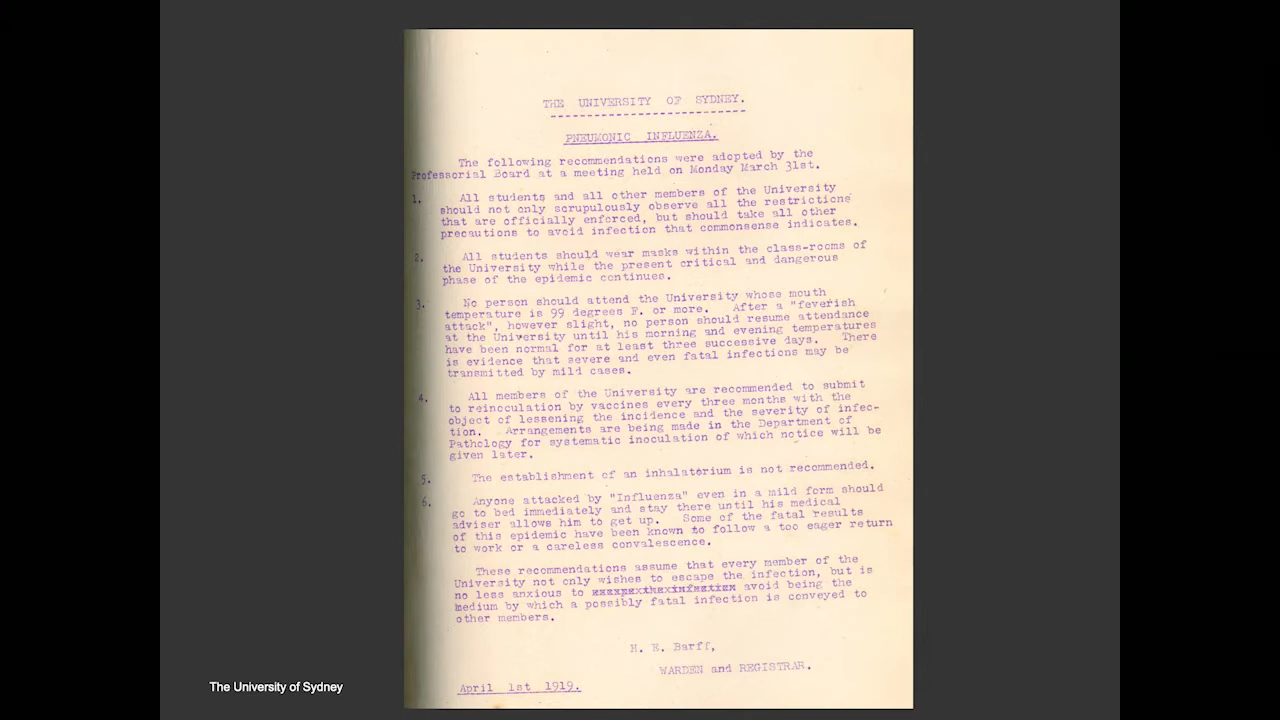 THE UNIVERSITY OF SYDNEY.
PNEUMONIC INFLUENZA.
The following recommendations were adopted by the
Professorial Board at a meeting held on Monday March 31st.
1. All students and all other members of the University
should not only scrupulously observe all the restrictions
that are officially enforced, but should take all other
precautions to avoid infection that commonsense indicates.
2. All students should wear masks within the class-rooms of
the University while the present critical and dangerous
phase of the epidemic continues.
3. No person should attend the University whose mouth
temperature is 99 degrees F. or more. After a "feverish
attack", however slight, no person should resume attendance
at the University until his morning and evening temperatures
have been normal for at least three successive days. There
is evidence that severe and even fatal infections may be
transmitted by mild cases.
4. All members of the University are recommended to submit
to reinoculation by vaccines every three months with the
object of lessening the incidence and the severity of infec-
tion. Arrangements are being made in the Department of
Pathology for systematic inoculation of which notice will be
given later.
5. The establishment of an inhalatorium is not recommended.
6. Anyone attacked by "Influenza" even in a mild form should
go to bed immediately and stay there until his medical
adviser allows him to get up. Some of the fatal results
of this epidemic have been known to follow a too eager return
to work or a careless convalescence.
These recommendations assume that every member of the
University not only wishes to escape the infection, but is
no less anxious to avoid being the
medium by which a possibly fatal infection is conveyed to
other members.
H. E. Barff,
WARDEN and REGISTRAR.
April 1st 1919.
The University of Sydney